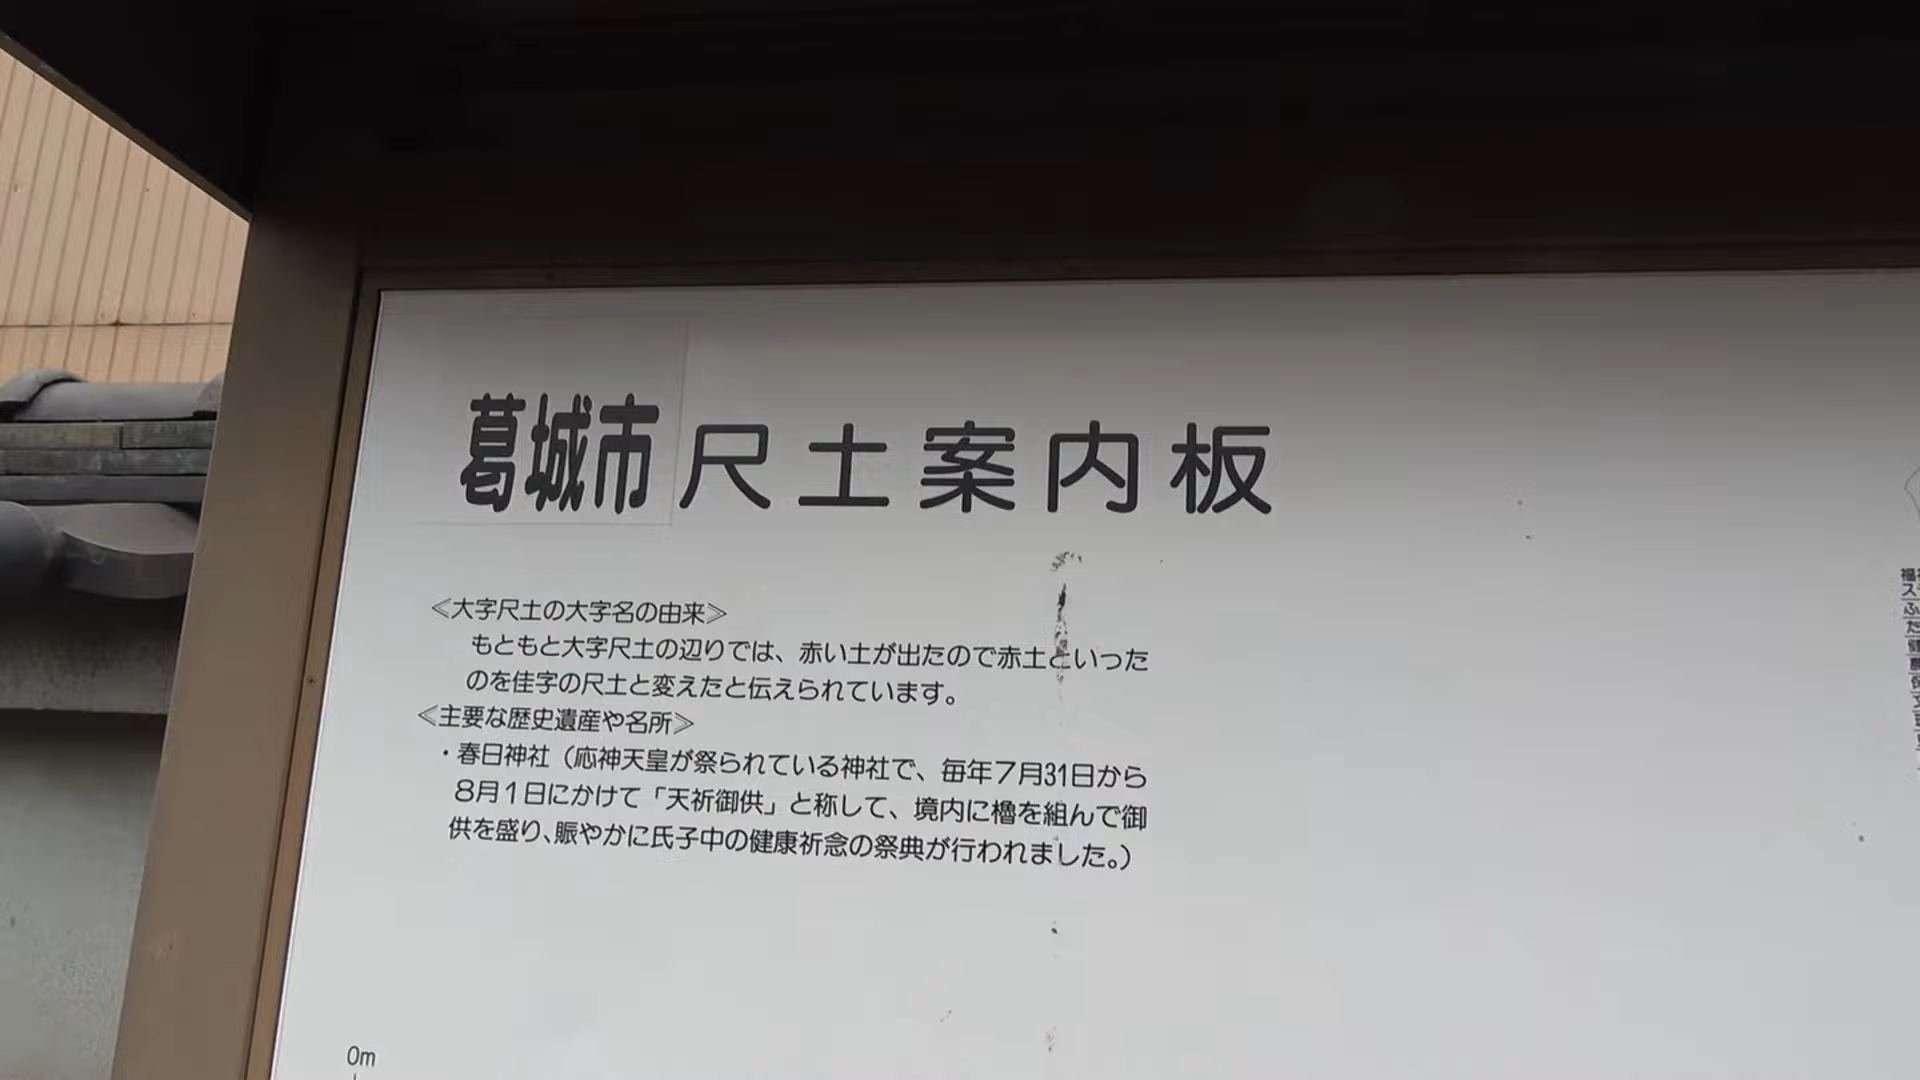 葛城市尺土案内板
≪大字尺土の大字名の由来≫
もともと大字尺土の辺りでは、赤い土が出たので赤土といった
のを佳字の尺土と変えたと伝えられています。
≪主要な歴史遺産や名所≫
・春日神社（応神天皇が祭られている神社で、毎年７月31日から
８月１日にかけて「天祈御供」と称して、境内に櫓を組んで御
供を盛り、賑やかに氏子中の健康祈念の祭典が行われました。）
0m